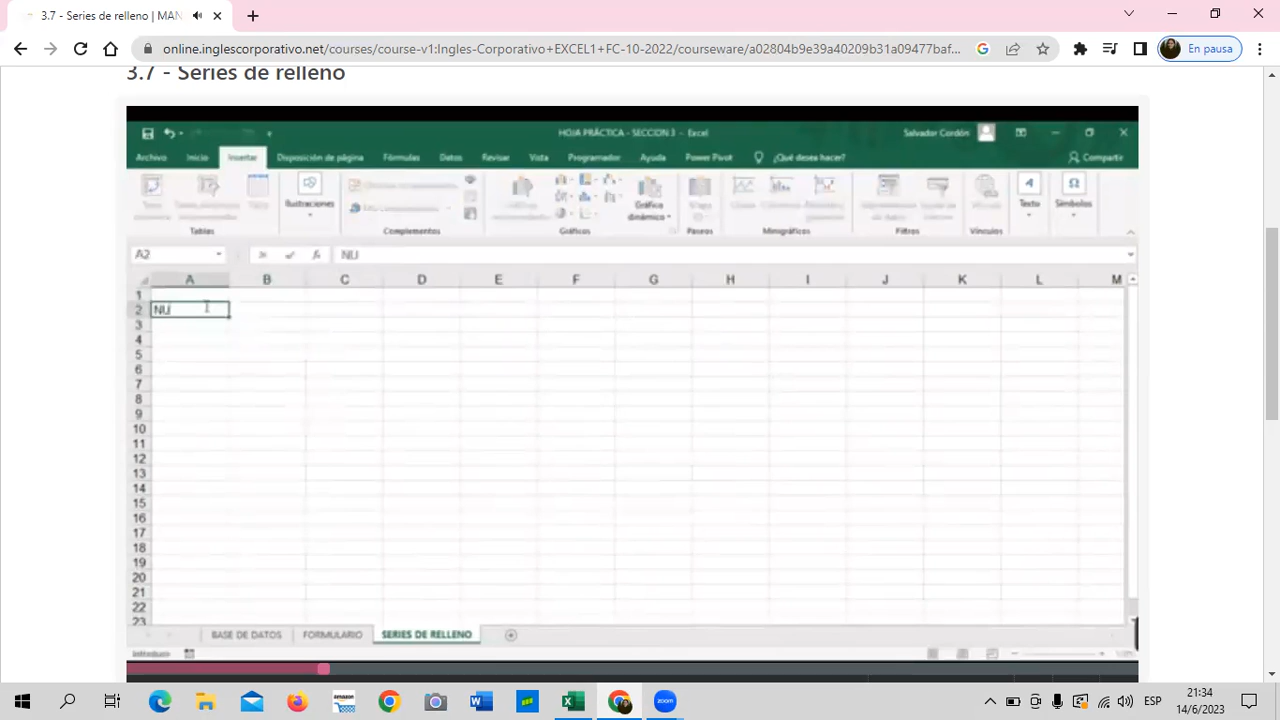 3.7 - Series de relleno | MAN
online.inglescorporativo.net/courses/course-v1:Ingles-Corporativo+EXCEL1+FC-10-2022/courseware/a02804b9e39a40209b31a09477baf...
En pausa
3.7 - Series de relleno
HOJA PRÁCTICA - SECCION 3 - Excel
Salvador Cordón
Archivo Inicio Insertar Disposición de página Fórmulas Datos Revisar Vista Programador Ayuda Power Pivot ¿Qué desea hacer? Compartir
Ilustraciones Gráfico dinámico Texto Símbolos
Tablas Complementos Gráficos Paseos Minigráficos Filtros Vínculos
A2 fx NU
A B C D E F G H I J K L M
1
2 NU
3
4
5
6
7
8
9
10
11
12
13
14
15
16
17
18
19
20
21
22
23
BASE DE DATOS FORMULARIO SERIES DE RELLENO
Introducir
amazon
zoom
ESP
21:34
14/6/2023